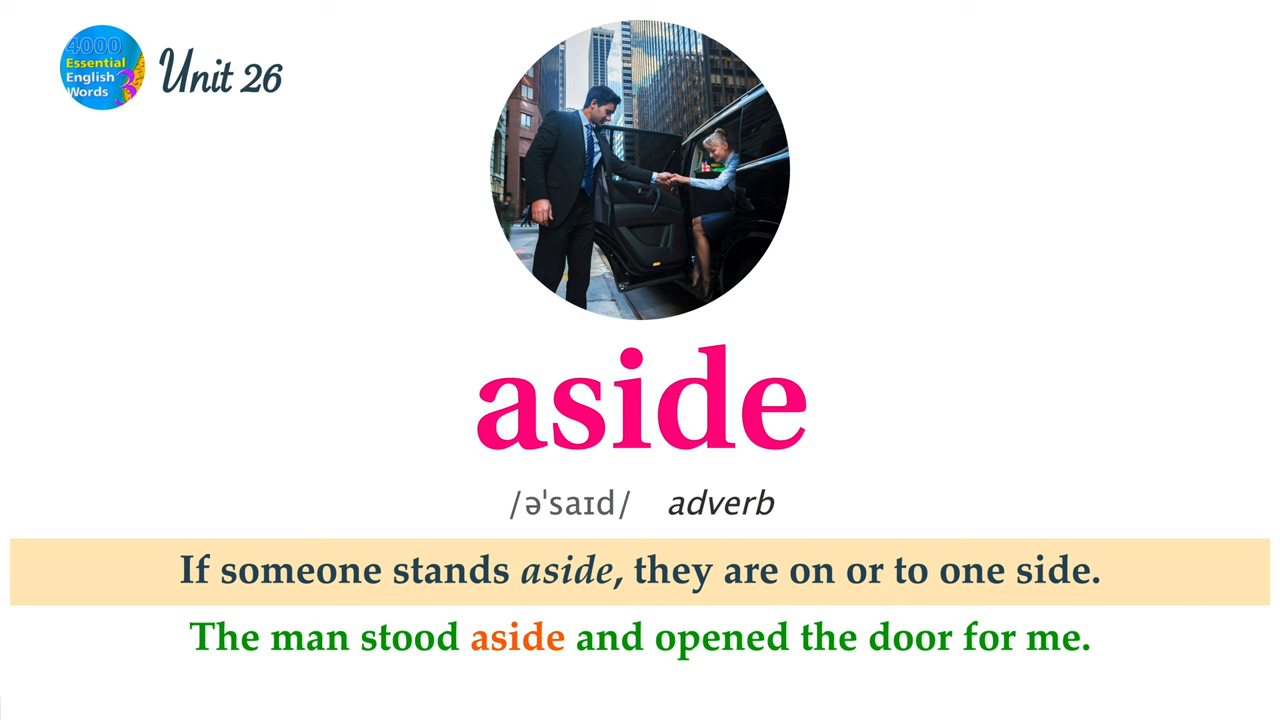 4000
Essential
English
Words 3
Unit 26
aside
/əˈsaɪd/ adverb
If someone stands aside, they are on or to one side.
The man stood aside and opened the door for me.